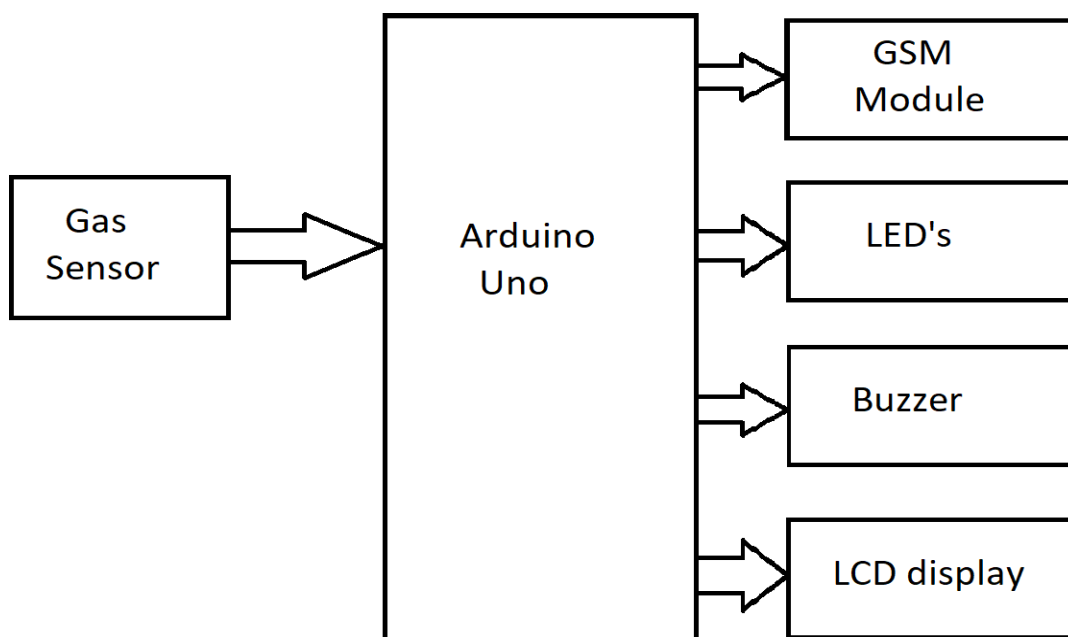 Gas
Sensor
Arduino
Uno
GSM
Module
LED's
Buzzer
LCD display